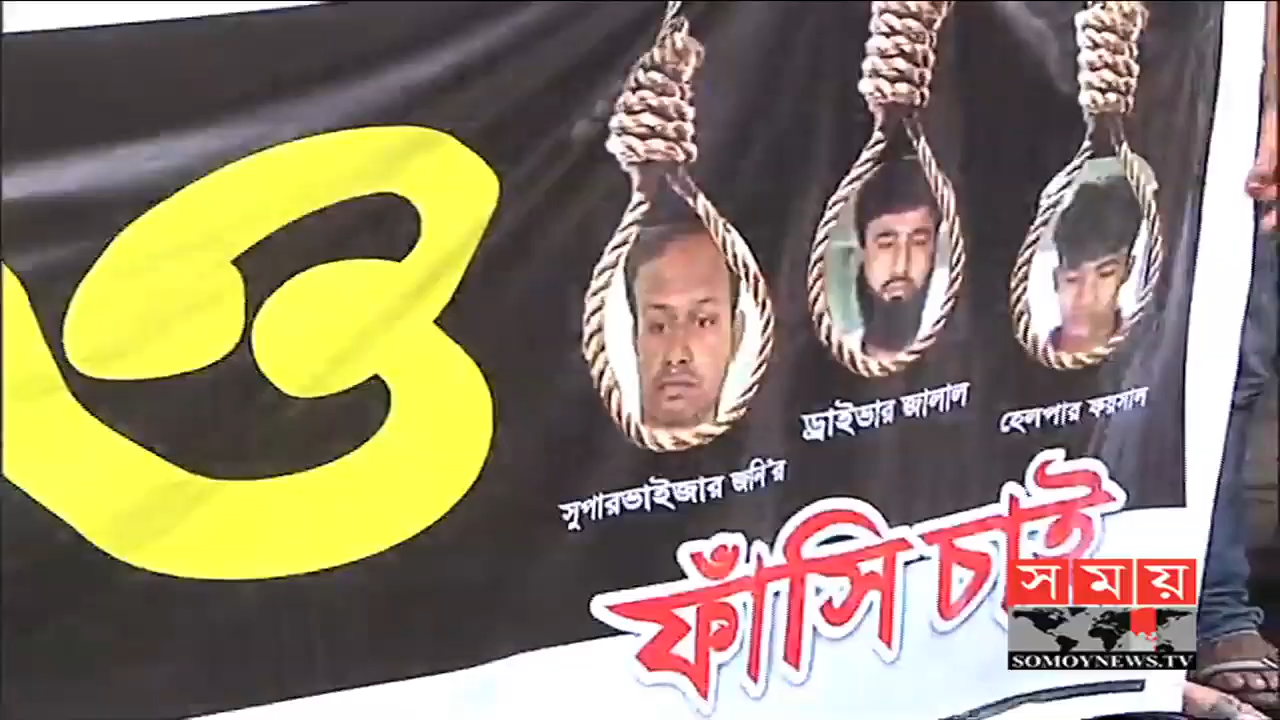 ও
সুপারভাইজার জনি'র
ড্রাইভার জালাল
হেলপার ফয়সাল
ফাঁসি চাই
সময়
SOMOYNEWS.TV